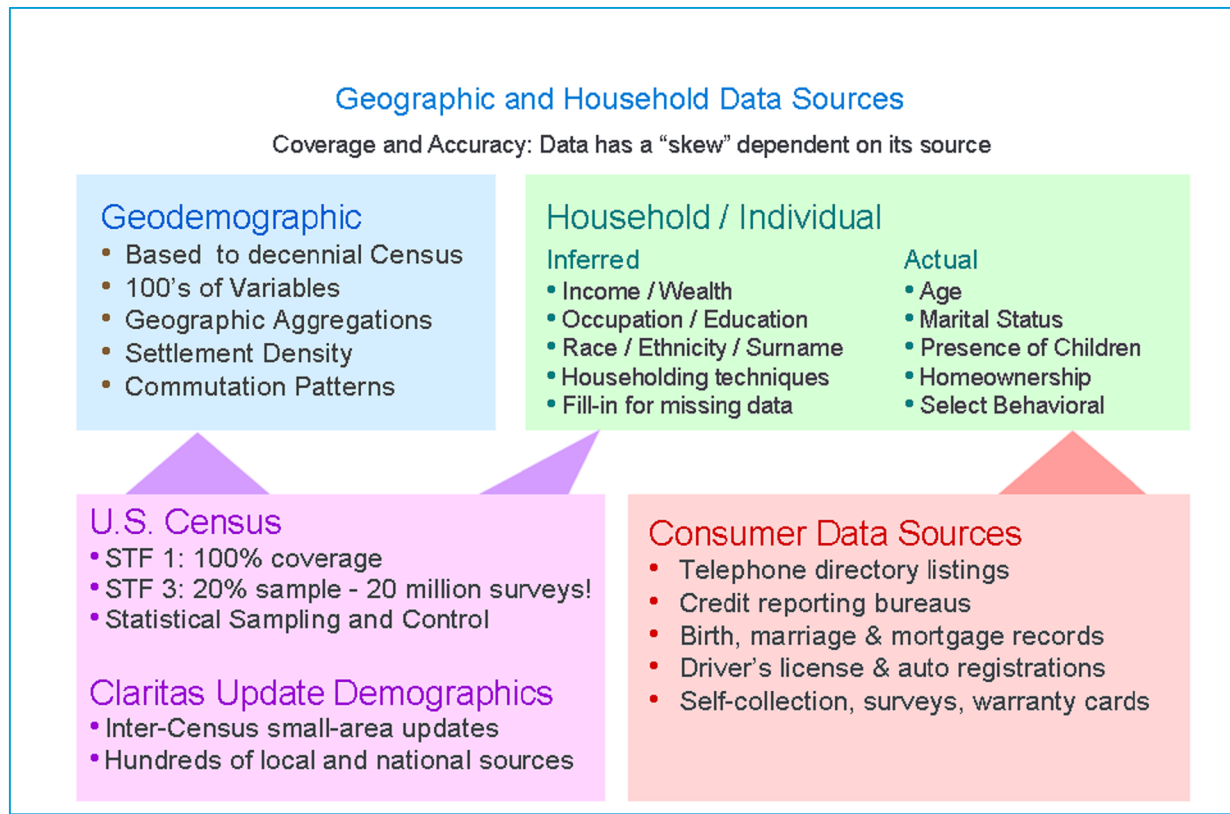 Geographic and Household Data Sources
Coverage and Accuracy: Data has a “skew” dependent on its source
Geodemographic
• Based to decennial Census
• 100’s of Variables
• Geographic Aggregations
• Settlement Density
• Commutation Patterns
Household / Individual
Inferred
• Income / Wealth
• Occupation / Education
• Race / Ethnicity / Surname
• Householding techniques
• Fill-in for missing data
Actual
• Age
• Marital Status
• Presence of Children
• Homeownership
• Select Behavioral
U.S. Census
• STF 1: 100% coverage
• STF 3: 20% sample - 20 million surveys!
• Statistical Sampling and Control
Claritas Update Demographics
• Inter-Census small-area updates
• Hundreds of local and national sources
Consumer Data Sources
• Telephone directory listings
• Credit reporting bureaus
• Birth, marriage & mortgage records
• Driver’s license & auto registrations
• Self-collection, surveys, warranty cards